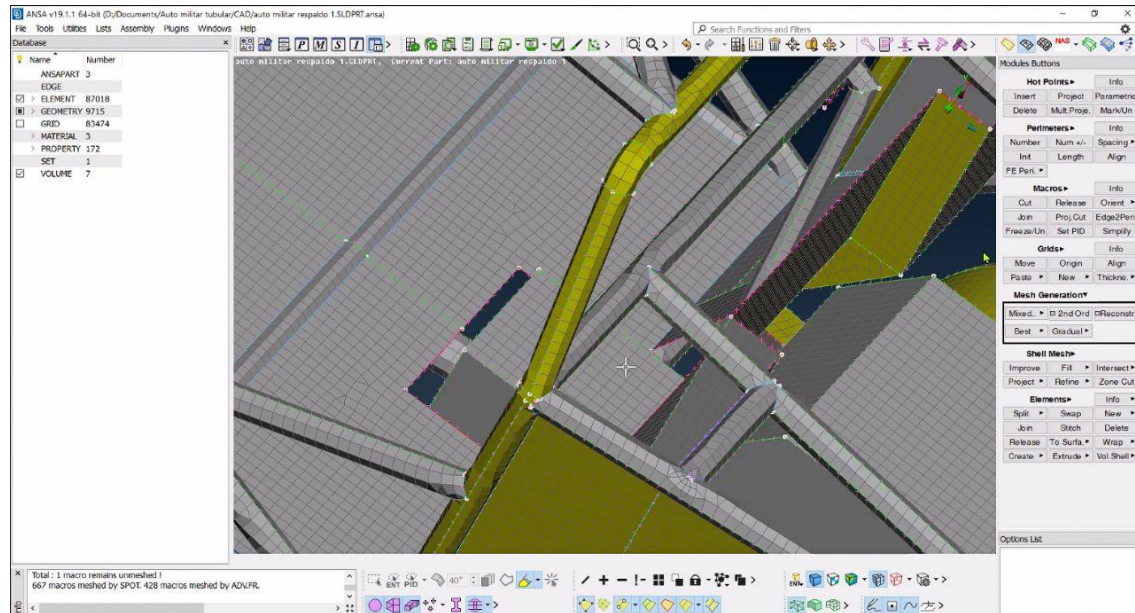 ANSA v19.1.1 64-bit (D:/Documents/Auto militar tubular/CAD/auto militar respaldo 1.SLDPRT.ansa)
File Tools Utilities Lists Assembly Plugins Windows Help
Search Functions and Filters
Database
P M S I
NAS
Name Number
ANSAPART 3
EDGE
ELEMENT 87018
GEOMETRY 9715
GRID 83474
MATERIAL 3
PROPERTY 172
SET 1
VOLUME 7
auto militar respaldo 1.SLDPRT, Current Part: auto militar respaldo 1
Modules Buttons
Hot Points Info
Insert Project Parametric
Delete Mult.Proje. Mark/Un
Perimeters Info
Number Num +/- Spacing
Init Length Align
FE Peri.
Macros Info
Cut Release Orient
Join Proj.Cut Edge2Peri
Freeze/Un Set PID Simplify
Grids Info
Move Origin Align
Paste New Thickne.
Mesh Generation
Mixed.. 2nd Ord Reconstr.
Best Gradual
Shell Mesh
Improve Fill Intersect
Project Refine Zone Cut
Elements Info
Split Swap New
Join Stitch Delete
Release To Surfa. Wrap
Create Extrude Vol.Shell
Options List
Total : 1 macro remains unmeshed !
667 macros meshed by SPOT. 428 macros meshed by ADV.FR.
Info
ENT PID 40°
ENT